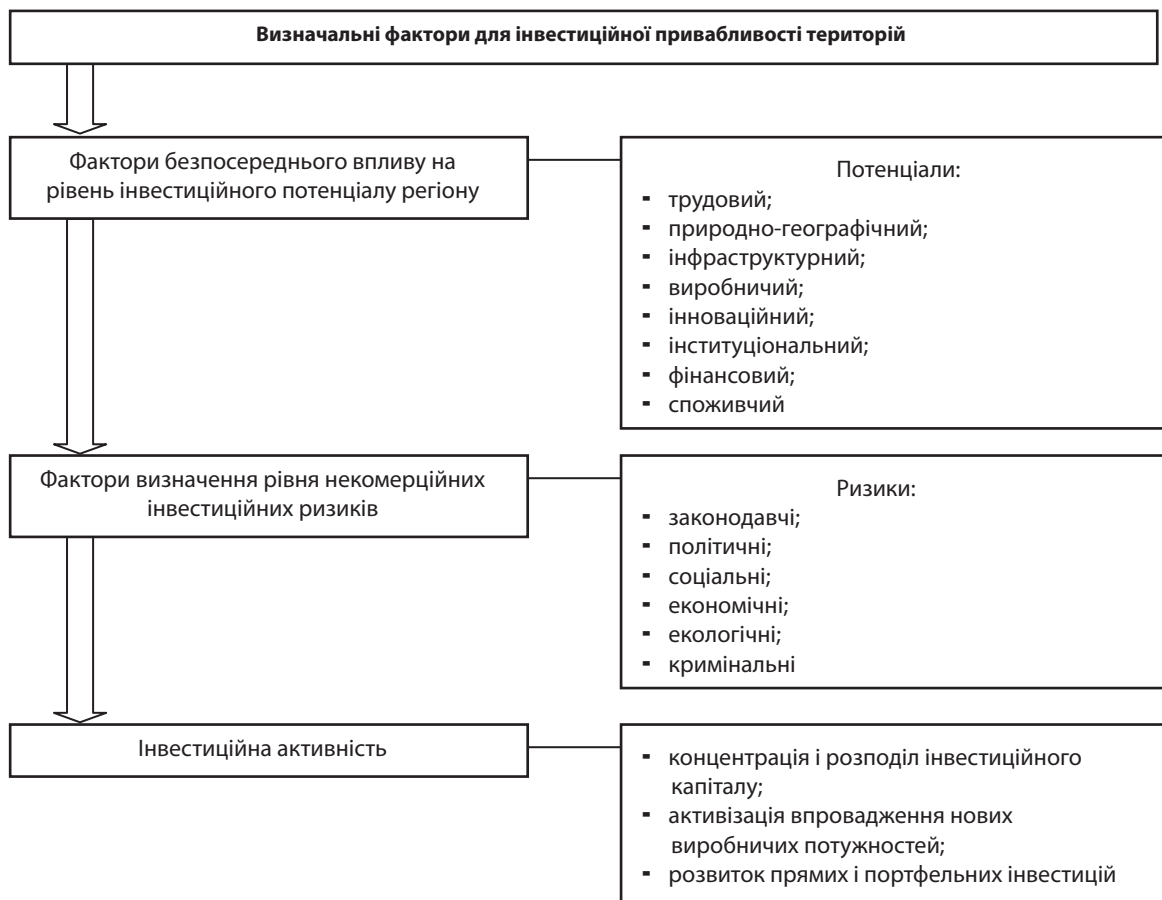 Визначальні фактори для інвестиційної привабливості територій
Фактори безпосереднього впливу на
рівень інвестиційного потенціалу регіону
Потенціали:
- трудовий;
- природно-географічний;
- інфраструктурний;
- виробничий;
- інноваційний;
- інституціональний;
- фінансовий;
- споживчий
Фактори визначення рівня некомерційних
інвестиційних ризиків
Ризики:
- законодавчі;
- політичні;
- соціальні;
- економічні;
- екологічні;
- кримінальні
Інвестиційна активність
- концентрація і розподіл інвестиційного
капіталу;
- активізація впровадження нових
виробничих потужностей;
- розвиток прямих і портфельних інвестицій